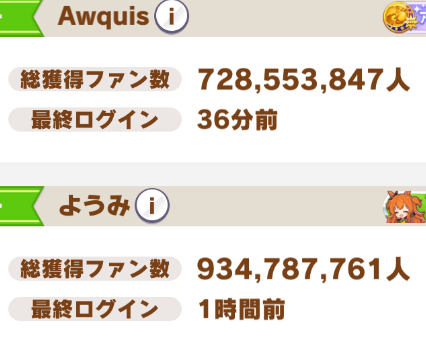 Awquis i
総獲得ファン数 728,553,847人
最終ログイン 36分前
ようみ i
総獲得ファン数 934,787,761人
最終ログイン 1時間前